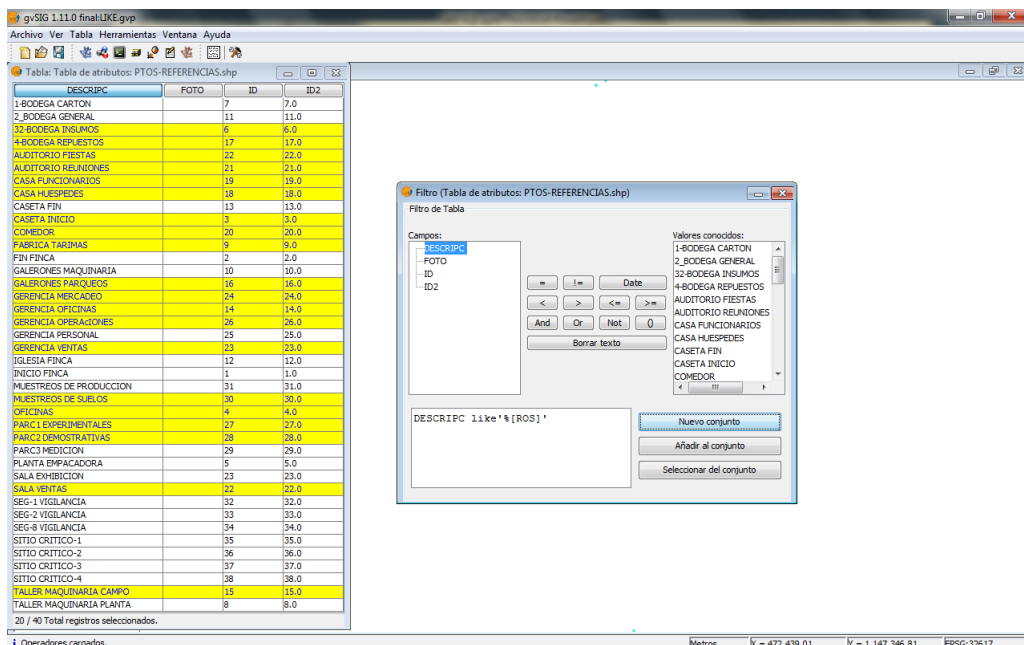 gvSIG 1.11.0 final:LIKE.gvp
Archivo Ver Tabla Herramientas Ventana Ayuda
Tabla: Tabla de atributos: PTOS-REFERENCIAS.shp
DESCRIPC FOTO ID ID2
1-BODEGA CARTON 7 7.0
2_BODEGA GENERAL 11 11.0
32-BODEGA INSUMOS 6 6.0
4-BODEGA REPUESTOS 17 17.0
AUDITORIO FIESTAS 22 22.0
AUDITORIO REUNIONES 21 21.0
CASA FUNCIONARIOS 19 19.0
CASA HUESPEDES 18 18.0
CASETA FIN 13 13.0
CASETA INICIO 3 3.0
COMEDOR 20 20.0
FABRICA TARIMAS 9 9.0
FIN FINCA 2 2.0
GALERONES MAQUINARIA 10 10.0
GALERONES PARQUEOS 16 16.0
GERENCIA MERCADEO 24 24.0
GERENCIA OFICINAS 14 14.0
GERENCIA OPERAcIONES 26 26.0
GERENCIA PERSONAL 25 25.0
GERENCIA VENTAS 23 23.0
IGLESIA FINCA 12 12.0
INICIO FINCA 1 1.0
MUESTREOS DE PRODUCCION 31 31.0
MUESTREOS DE SUELOS 30 30.0
OFICINAS 4 4.0
PARC1 EXPERIMENTALES 27 27.0
PARC2 DEMOSTRATIVAS 28 28.0
PARC3 MEDICION 29 29.0
PLANTA EMPACADORA 5 5.0
SALA EXHIBICION 23 23.0
SALA VENTAS 22 22.0
SEG-1 VIGILANCIA 32 32.0
SEG-2 VIGILANCIA 33 33.0
SEG-8 VIGILANCIA 34 34.0
SITIO CRITICO-1 35 35.0
SITIO CRITICO-2 36 36.0
SITIO CRITICO-3 37 37.0
SITIO CRITICO-4 38 38.0
TALLER MAQUINARIA CAMPO 15 15.0
TALLER MAQUINARIA PLANTA 8 8.0
20 / 40 Total registros seleccionados.
Filtro (Tabla de atributos: PTOS-REFERENCIAS.shp)
Filtro de Tabla
Campos:
DESCRIPC
FOTO
ID
ID2
= != Date
< > <= >=
And Or Not ()
Borrar texto
Valores conocidos:
1-BODEGA CARTON
2_BODEGA GENERAL
32-BODEGA INSUMOS
4-BODEGA REPUESTOS
AUDITORIO FIESTAS
AUDITORIO REUNIONES
CASA FUNCIONARIOS
CASA HUESPEDES
CASETA FIN
CASETA INICIO
COMEDOR
DESCRIPC like'%[ROS]'
Nuevo conjunto
Añadir al conjunto
Seleccionar del conjunto
Operadores cargados.
Metros X = 472.439,01 Y = 1.147.346,81 EPSG:32617